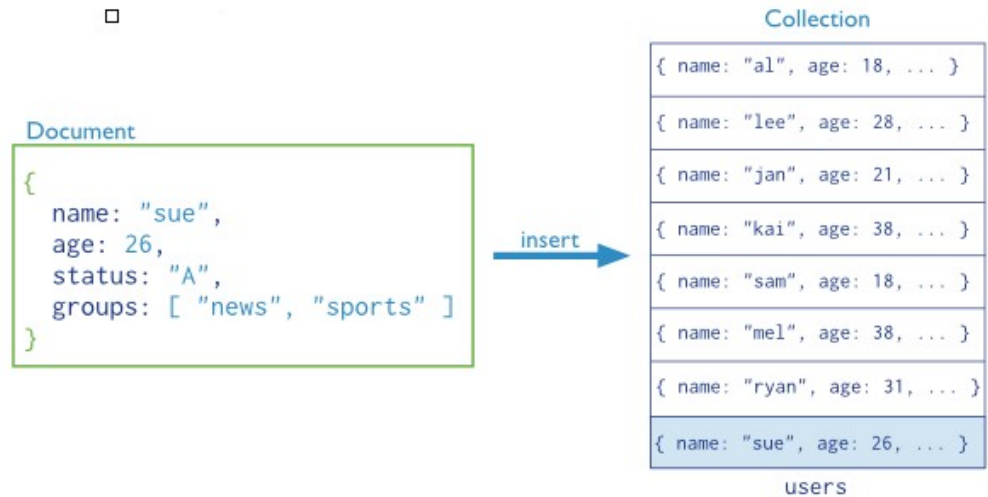 Document
{
name: "sue",
age: 26,
status: "A",
groups: [ "news", "sports" ]
}
insert
Collection
{ name: "al", age: 18, ... }
{ name: "lee", age: 28, ... }
{ name: "jan", age: 21, ... }
{ name: "kai", age: 38, ... }
{ name: "sam", age: 18, ... }
{ name: "mel", age: 38, ... }
{ name: "ryan", age: 31, ... }
{ name: "sue", age: 26, ... }
users